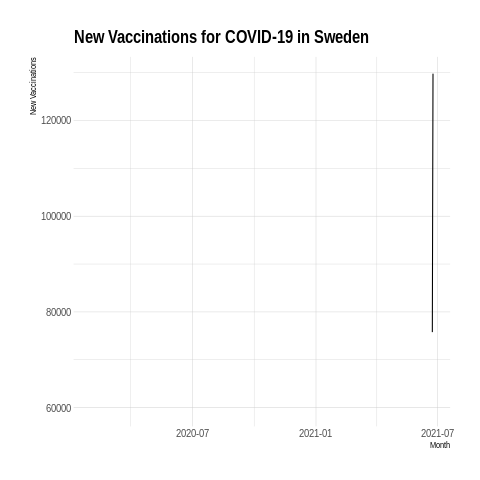 New Vaccinations for COVID-19 in Sweden
New Vaccinations
120000
100000
80000
60000
2020-07
2021-01
2021-07
Month